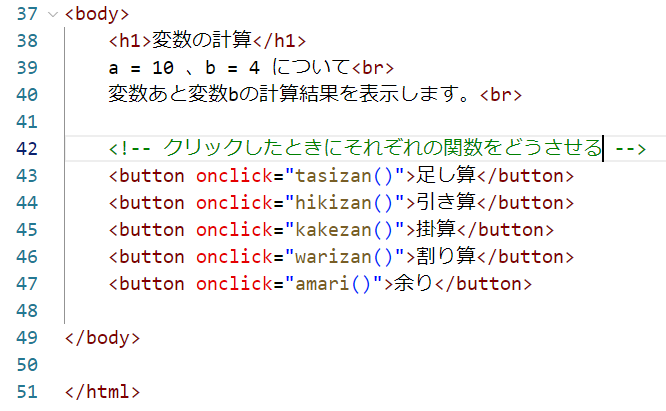 37 <body>
38 <h1>変数の計算</h1>
39 a = 10 、b = 4 について<br>
40 変数あと変数bの計算結果を表示します。<br>
41
42 <!-- クリックしたときにそれぞれの関数をどうさせる -->
43 <button onclick="tasizan()">足し算</button>
44 <button onclick="hikizan()">引き算</button>
45 <button onclick="kakezan()">掛算</button>
46 <button onclick="warizan()">割り算</button>
47 <button onclick="amari()">余り</button>
48
49 </body>
50
51 </html>